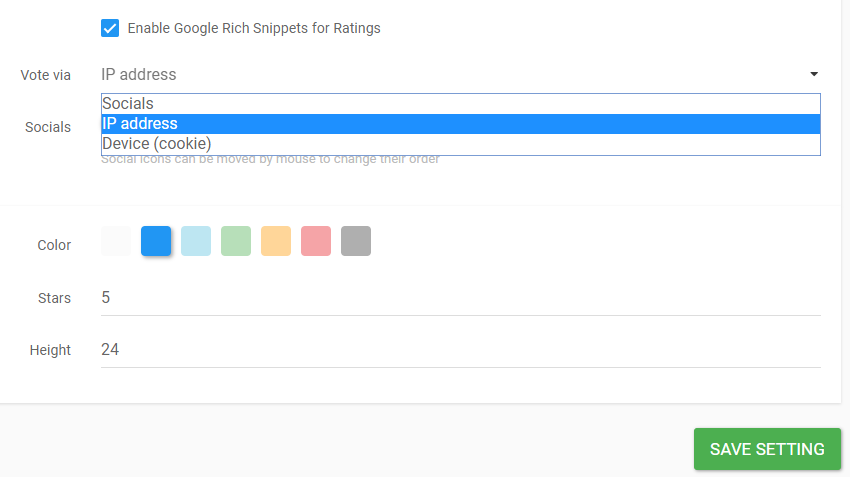 Enable Google Rich Snippets for Ratings
Vote via IP address
Socials
IP address
Socials
Device (cookie)
Social icons can be moved by mouse to change their order
Color
Stars 5
Height 24
SAVE SETTING